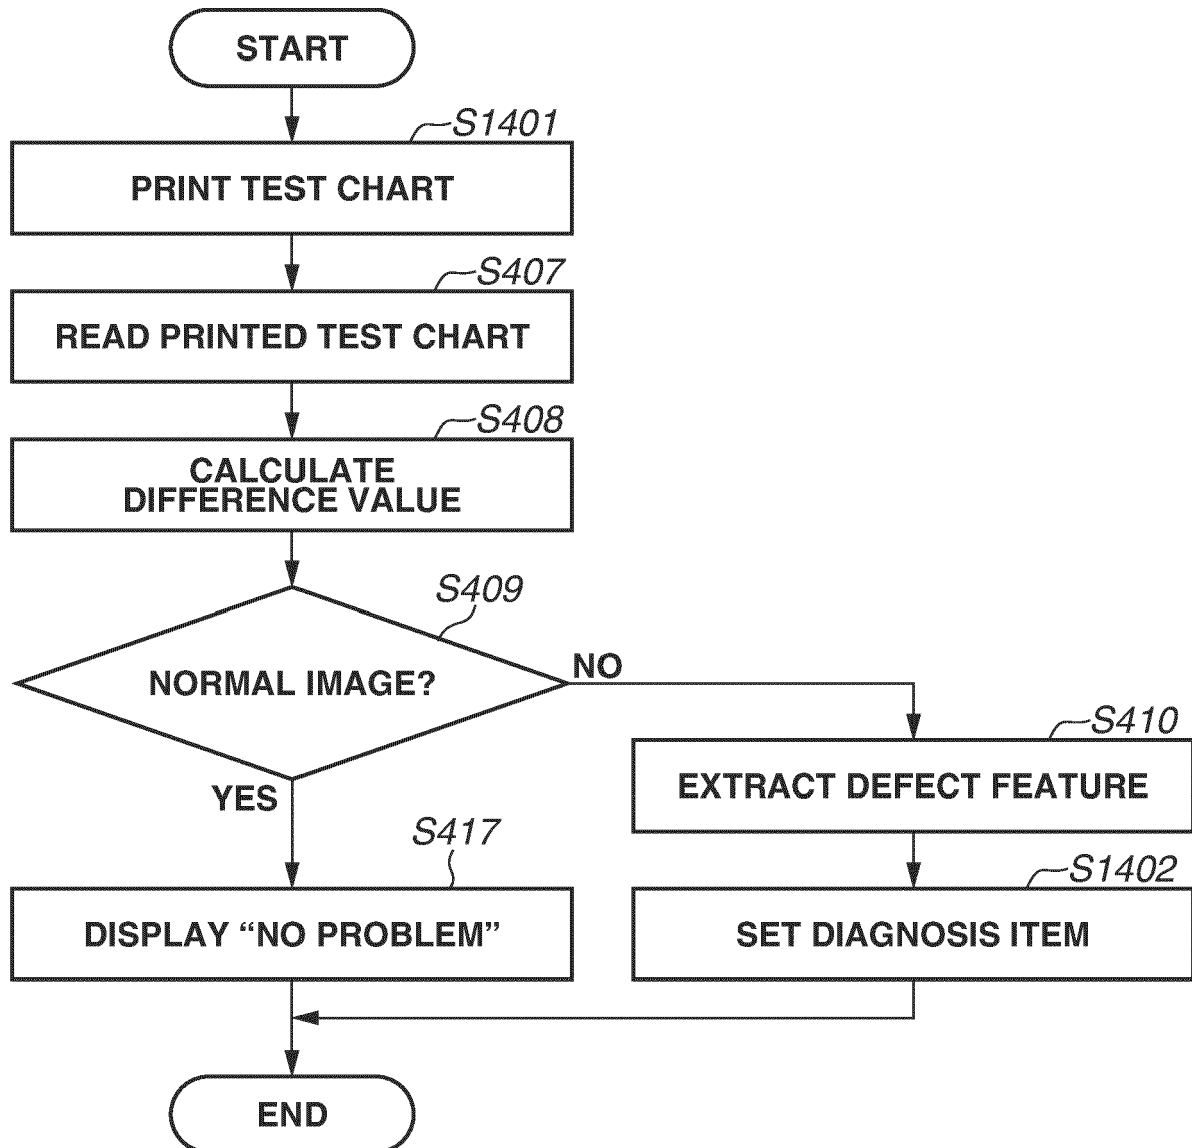 START
S1401
PRINT TEST CHART
S407
READ PRINTED TEST CHART
S408
CALCULATE
DIFFERENCE VALUE
S409
NORMAL IMAGE?
NO
YES
S410
EXTRACT DEFECT FEATURE
S417
DISPLAY “NO PROBLEM”
S1402
SET DIAGNOSIS ITEM
END